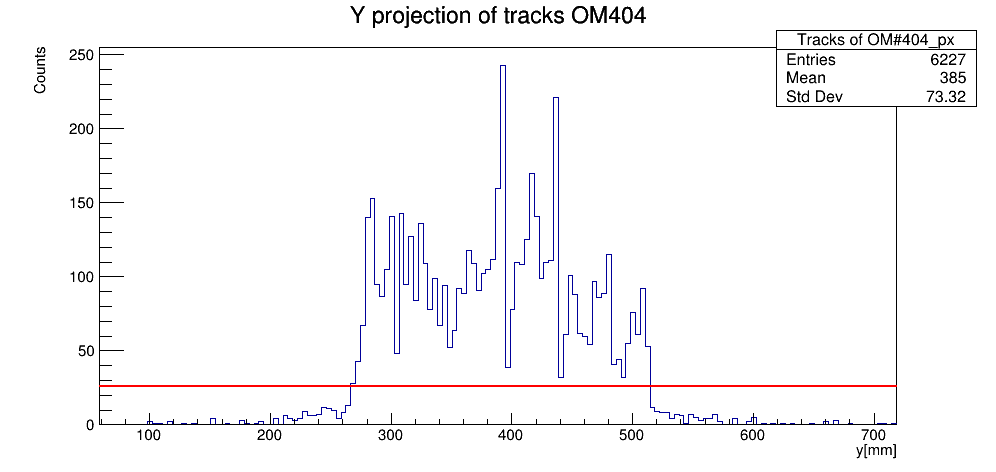 Y projection of tracks OM404
Tracks of OM#404_px
Entries 6227
Mean 385
Std Dev 73.32
Counts
250
200
150
100
50
0
100 200 300 400 500 600 700
y[mm]